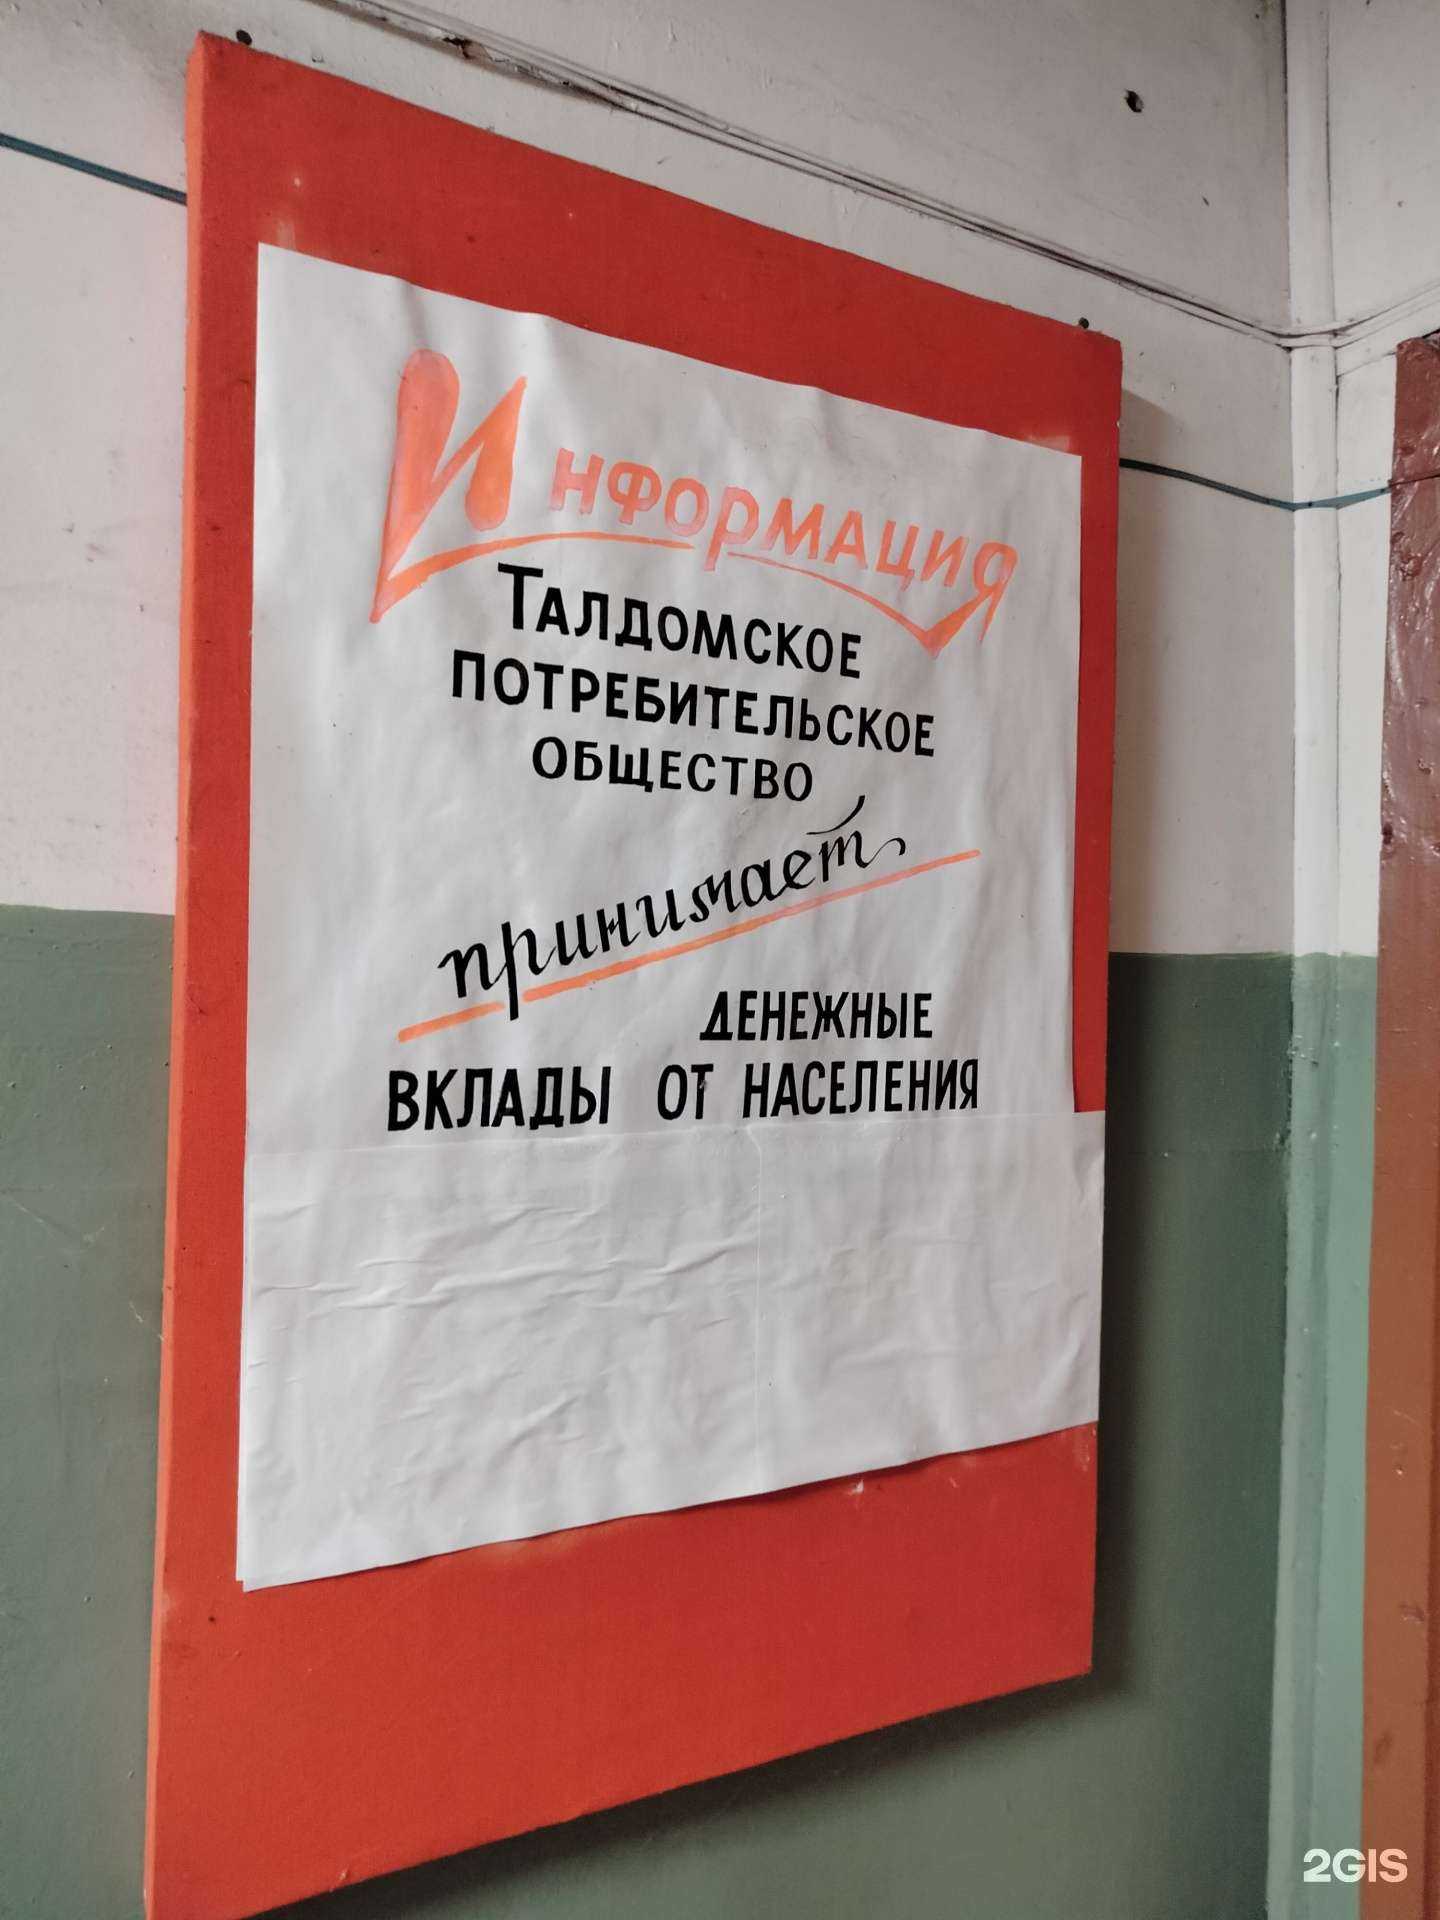 Информация
Талдомское
потребительское
общество
принимает
денежные
вклады от населения
2GIS